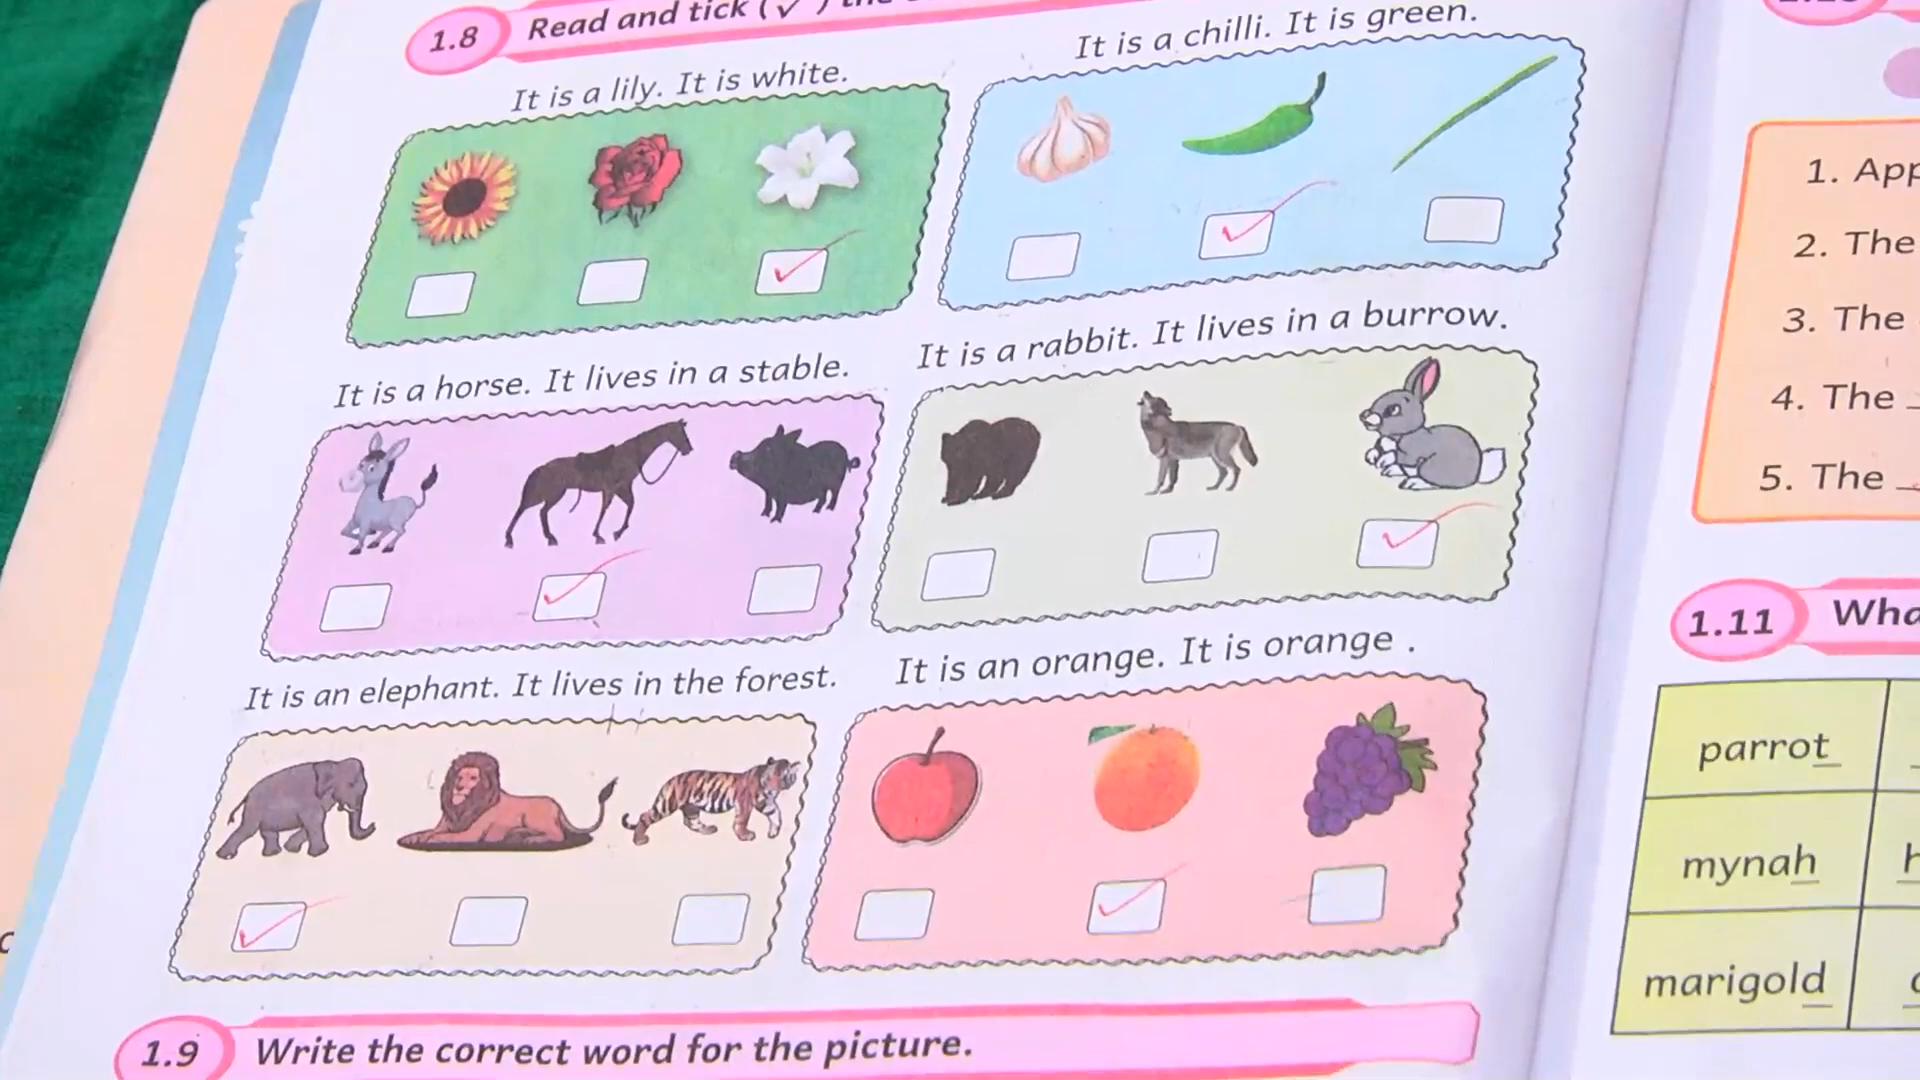 1.8 Read and tick (✓) the
It is a lily. It is white.
It is a chilli. It is green.
It is a horse. It lives in a stable.
It is a rabbit. It lives in a burrow.
It is an elephant. It lives in the forest.
It is an orange. It is orange .
1.9 Write the correct word for the picture.
1. App
2. The
3. The
4. The _
5. The _
1.11 Wha
parrot
mynah
h
marigold